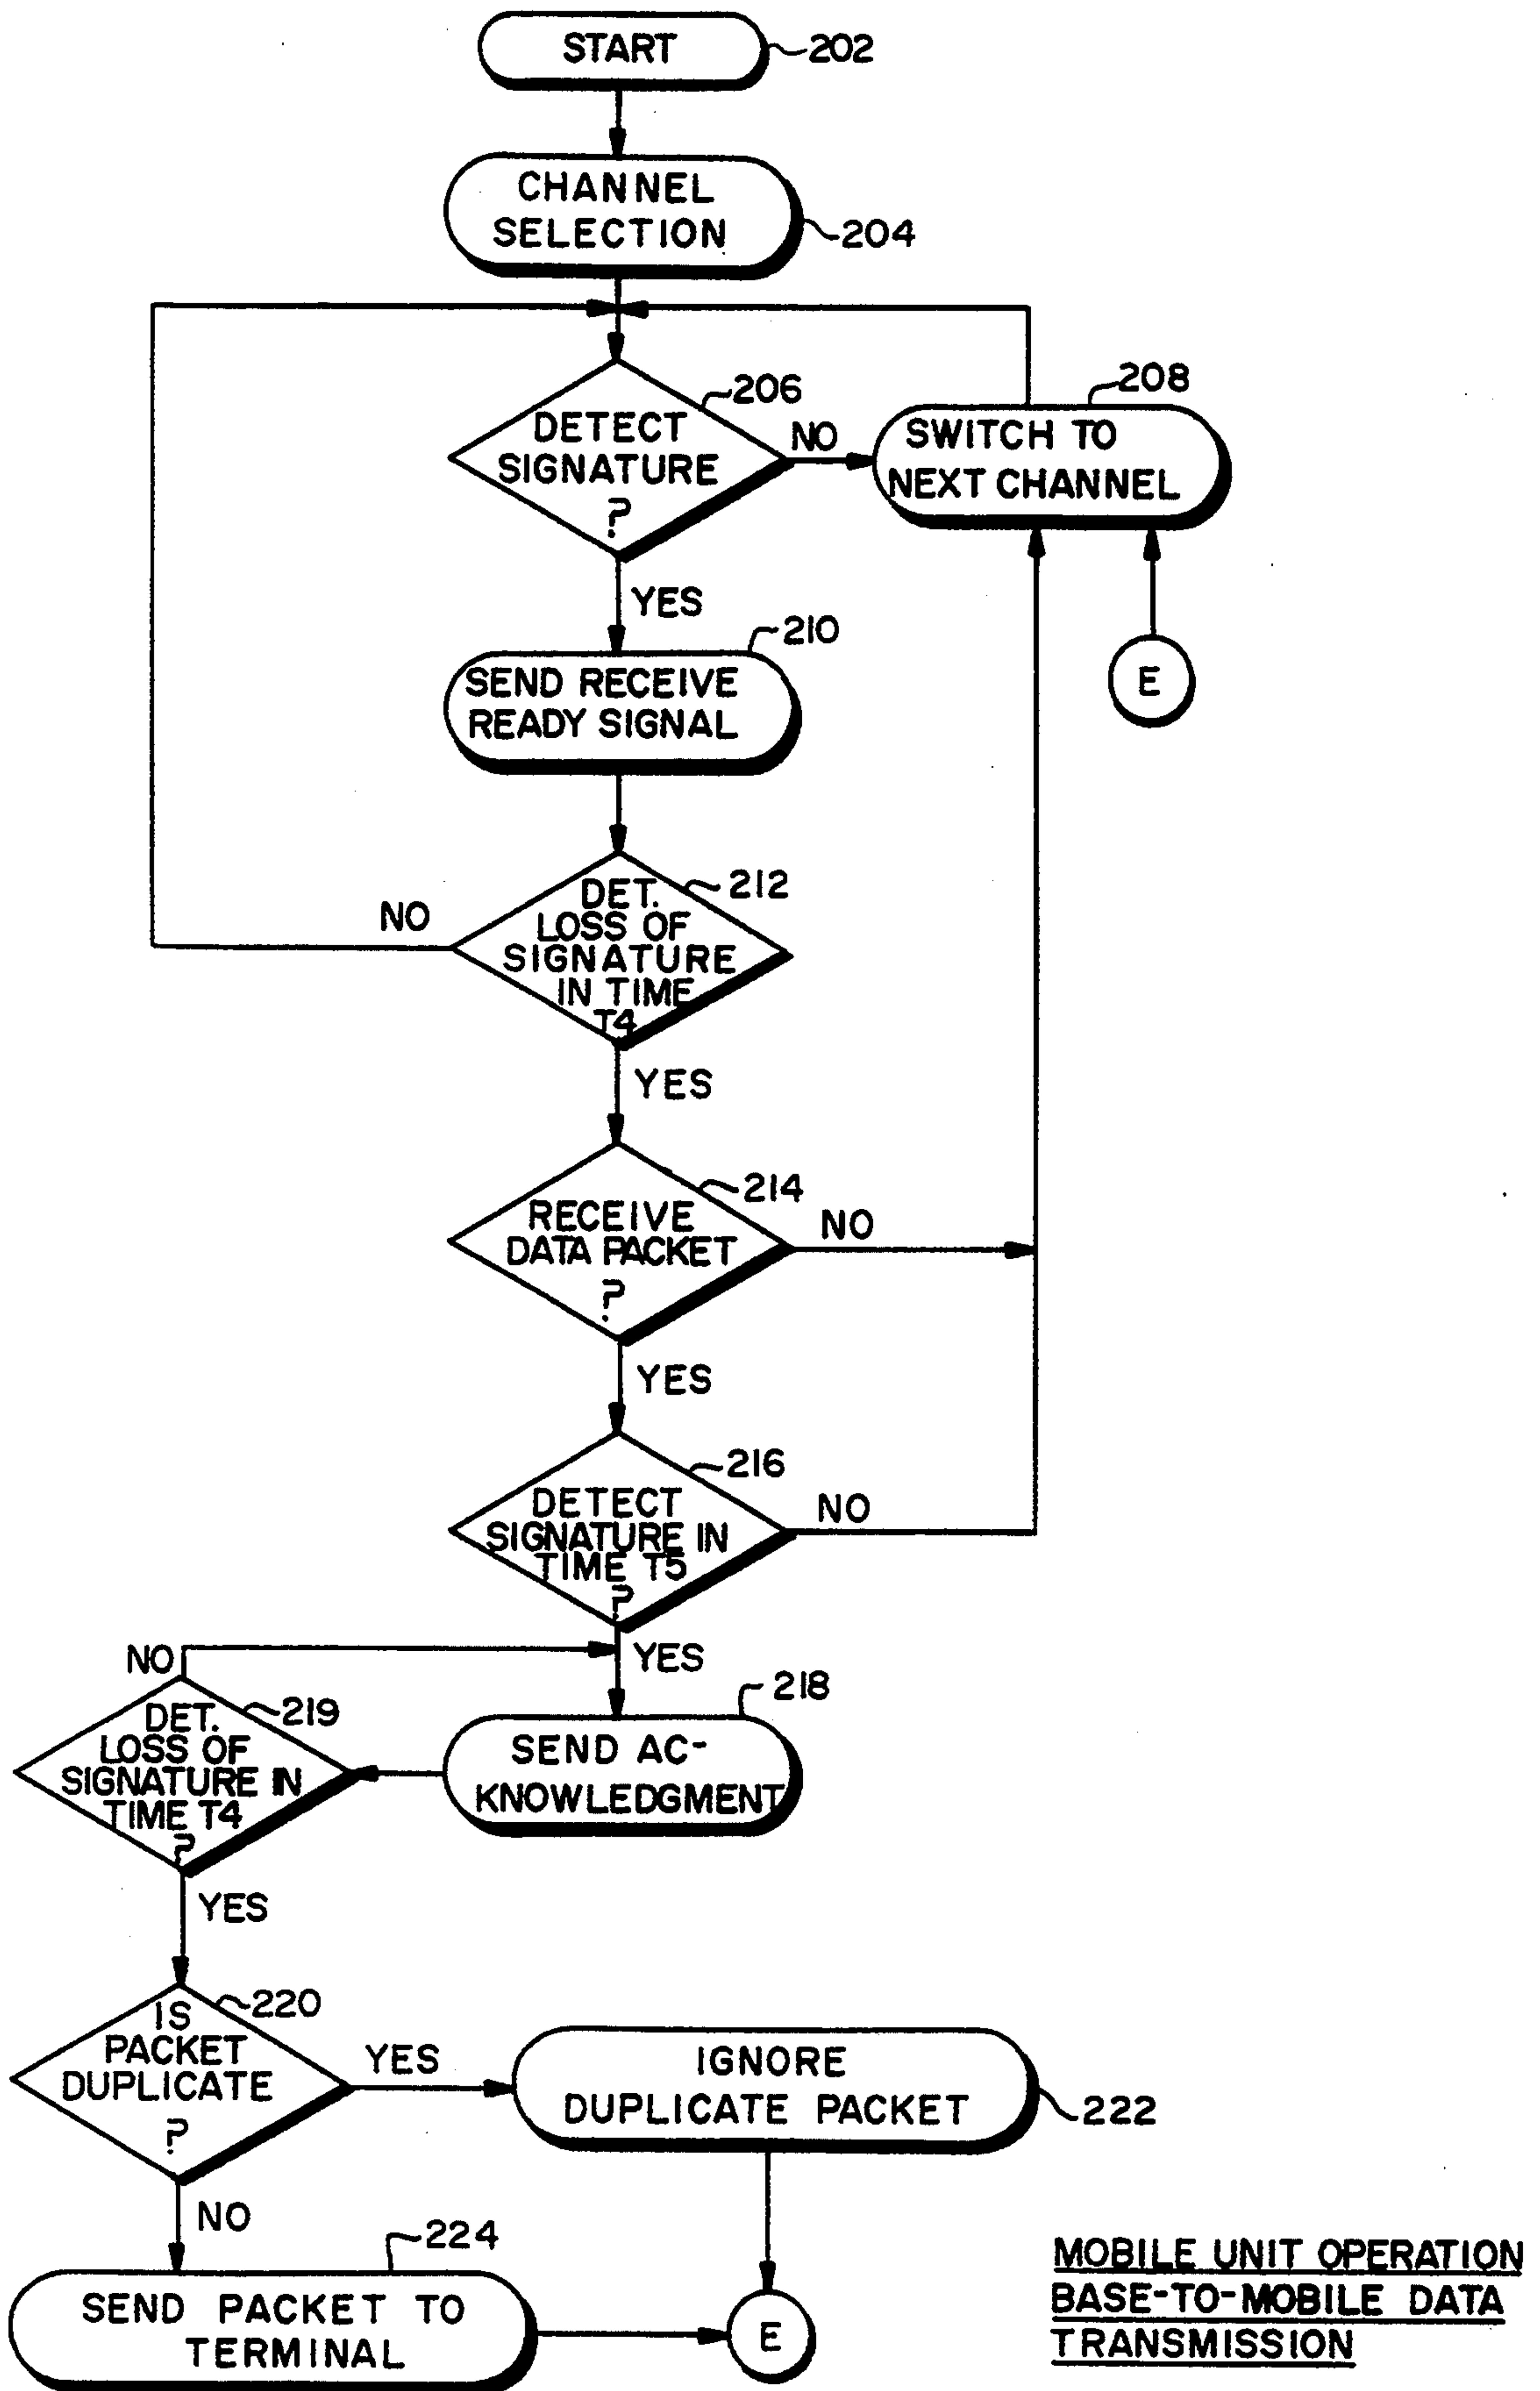 START
202
CHANNEL
SELECTION
204
206
DETECT
SIGNATURE
?
NO
208
SWITCH TO
NEXT CHANNEL
YES
E
210
SEND RECEIVE
READY SIGNAL
212
DET.
LOSS OF
SIGNATURE
IN TIME
T4
NO
YES
214
RECEIVE
DATA PACKET
?
NO
YES
216
DETECT
SIGNATURE IN
TIME T5
?
NO
YES
218
SEND AC-
KNOWLEDGMENT
NO
219
DET.
LOSS OF
SIGNATURE IN
TIME T4
?
YES
220
IS
PACKET
DUPLICATE
?
YES
IGNORE
DUPLICATE PACKET
222
NO
224
SEND PACKET TO
TERMINAL
E
MOBILE UNIT OPERATION
BASE-TO-MOBILE DATA
TRANSMISSION